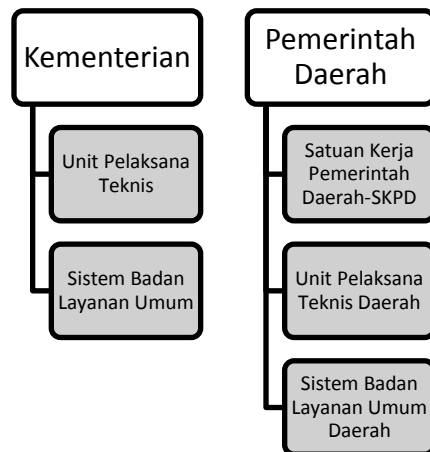 Kementerian
Unit Pelaksana
Teknis
Sistem Badan
Layanan Umum
Pemerintah
Daerah
Satuan Kerja
Pemerintah
Daerah-SKPD
Unit Pelaksana
Teknis Daerah
Sistem Badan
Layanan Umum
Daerah